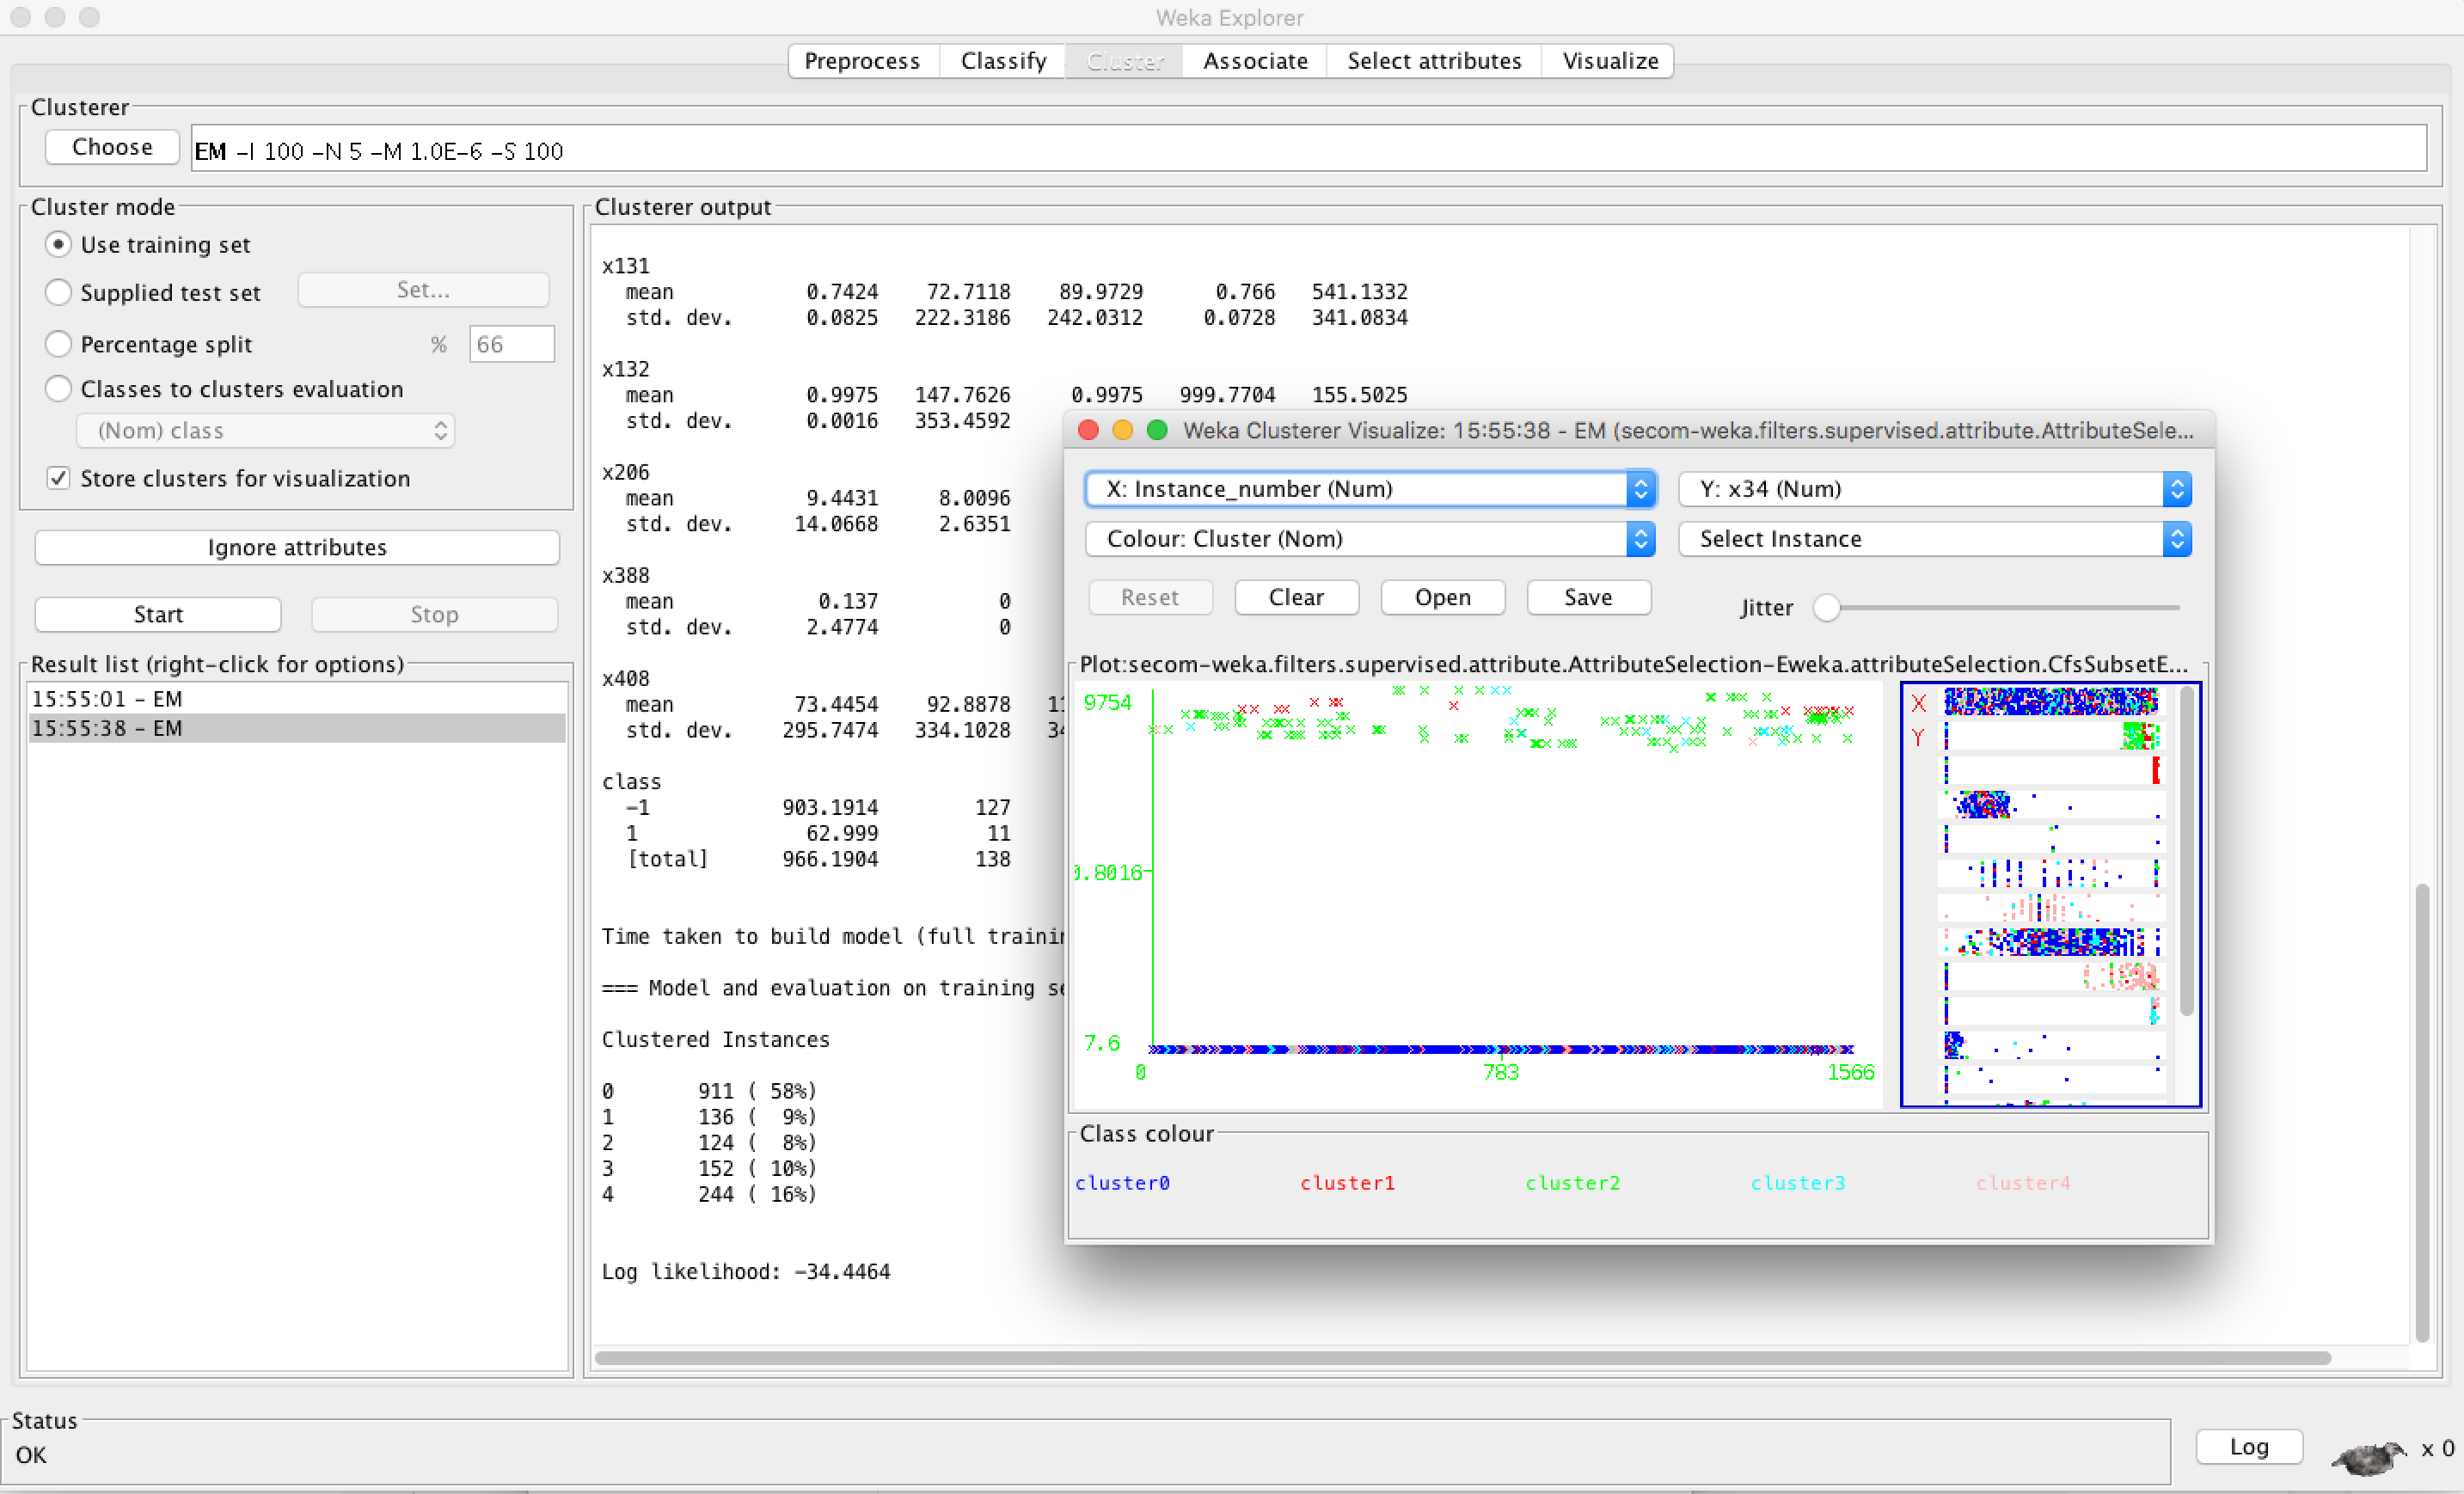 Weka Explorer
Preprocess Classify Cluster Associate Select attributes Visualize
Clusterer
Choose EM -I 100 -N 5 -M 1.0E-6 -S 100
Cluster mode
Use training set
Supplied test set Set...
Percentage split % 66
Classes to clusters evaluation
(Nom) class
Store clusters for visualization
Ignore attributes
Start Stop
Result list (right-click for options)
15:55:01 - EM
15:55:38 - EM
Clusterer output
x131
mean 0.7424 72.7118 89.9729 0.766 541.1332
std. dev. 0.0825 222.3186 242.0312 0.0728 341.0834
x132
mean 0.9975 147.7626 0.9975 999.7704 155.5025
std. dev. 0.0016 353.4592
x206
mean 9.4431 8.0096
std. dev. 14.0668 2.6351
x388
mean 0.137 0
std. dev. 2.4774 0
x408
mean 73.4454 92.8878 11
std. dev. 295.7474 334.1028 34
class
-1 903.1914 127
1 62.999 11
[total] 966.1904 138
Time taken to build model (full traini
=== Model and evaluation on training se
Clustered Instances
0 911 ( 58%)
1 136 ( 9%)
2 124 ( 8%)
3 152 ( 10%)
4 244 ( 16%)
Log likelihood: -34.4464
Weka Clusterer Visualize: 15:55:38 - EM (secom-weka.filters.supervised.attribute.AttributeSele...
X: Instance_number (Num) Y: x34 (Num)
Colour: Cluster (Nom) Select Instance
Reset Clear Open Save Jitter
Plot:secom-weka.filters.supervised.attribute.AttributeSelection-Eweka.attributeSelection.CfsSubsetE...
9754
0.8016
7.6
0 783 1566
X
Y
Class colour
cluster0 cluster1 cluster2 cluster3 cluster4
Status
OK
Log x 0